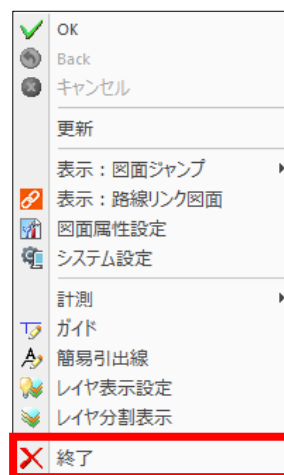 OK
Back
キャンセル
更新
表示：図面ジャンプ
表示：路線リンク図面
図面属性設定
システム設定
計測
ガイド
簡易引出線
レイヤ表示設定
レイヤ分割表示
終了